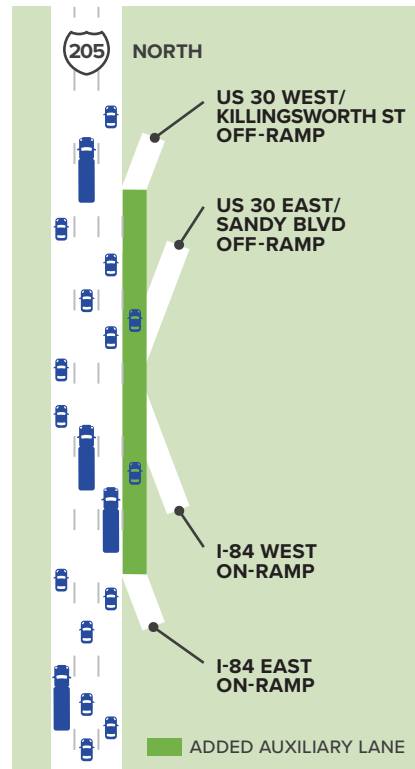 205
NORTH
US 30 WEST/
KILLINGSWORTH ST
OFF-RAMP
US 30 EAST/
SANDY BLVD
OFF-RAMP
I-84 WEST
ON-RAMP
I-84 EAST
ON-RAMP
ADDED AUXILIARY LANE